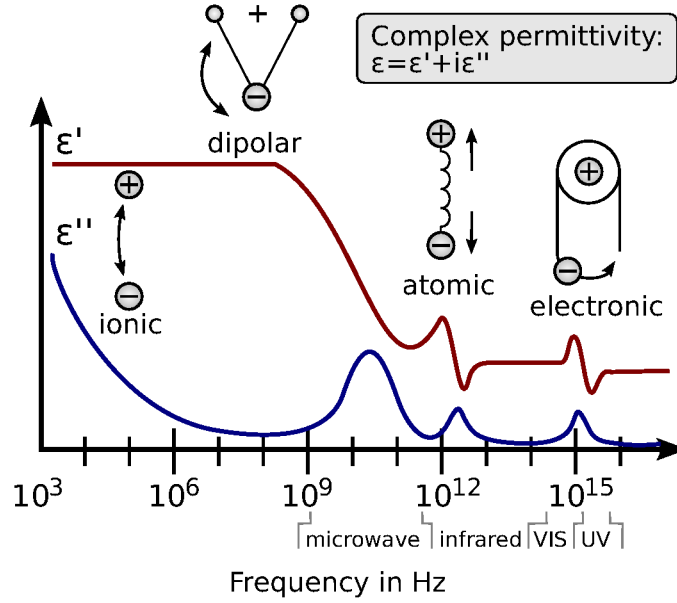 +
Complex permittivity:
ε=ε'+iε''
−
dipolar
ε'
+
+
+
ε''
−
−
−
ionic
atomic
electronic
10³ 10⁶ 10⁹ 10¹² 10¹⁵
microwave infrared VIS UV
Frequency in Hz